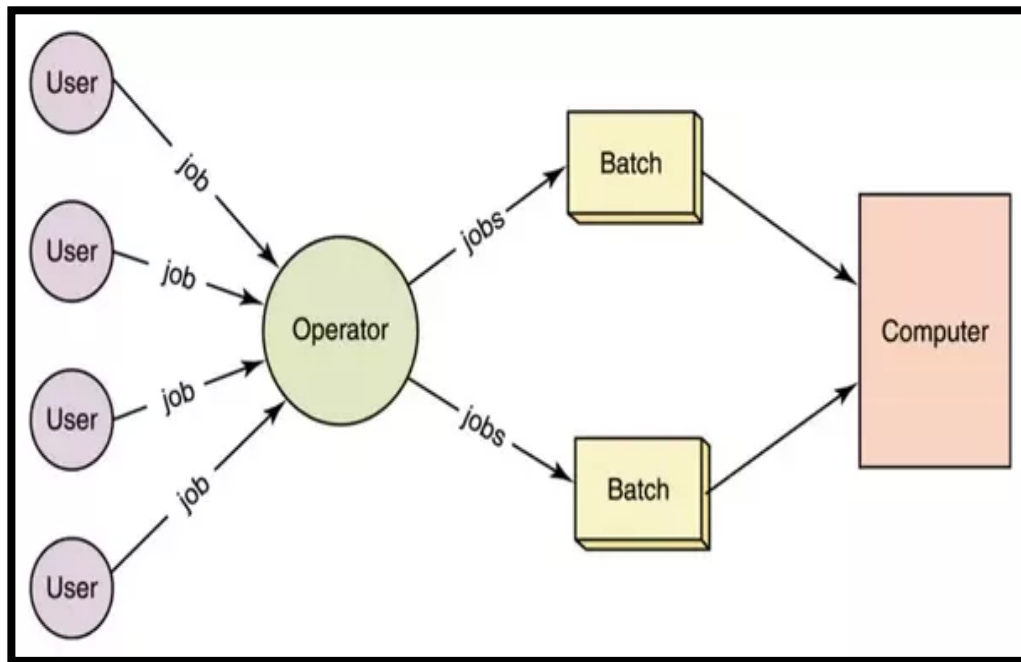 User
job
User
job
User
job
User
job
Operator
jobs
Batch
jobs
Batch
Computer